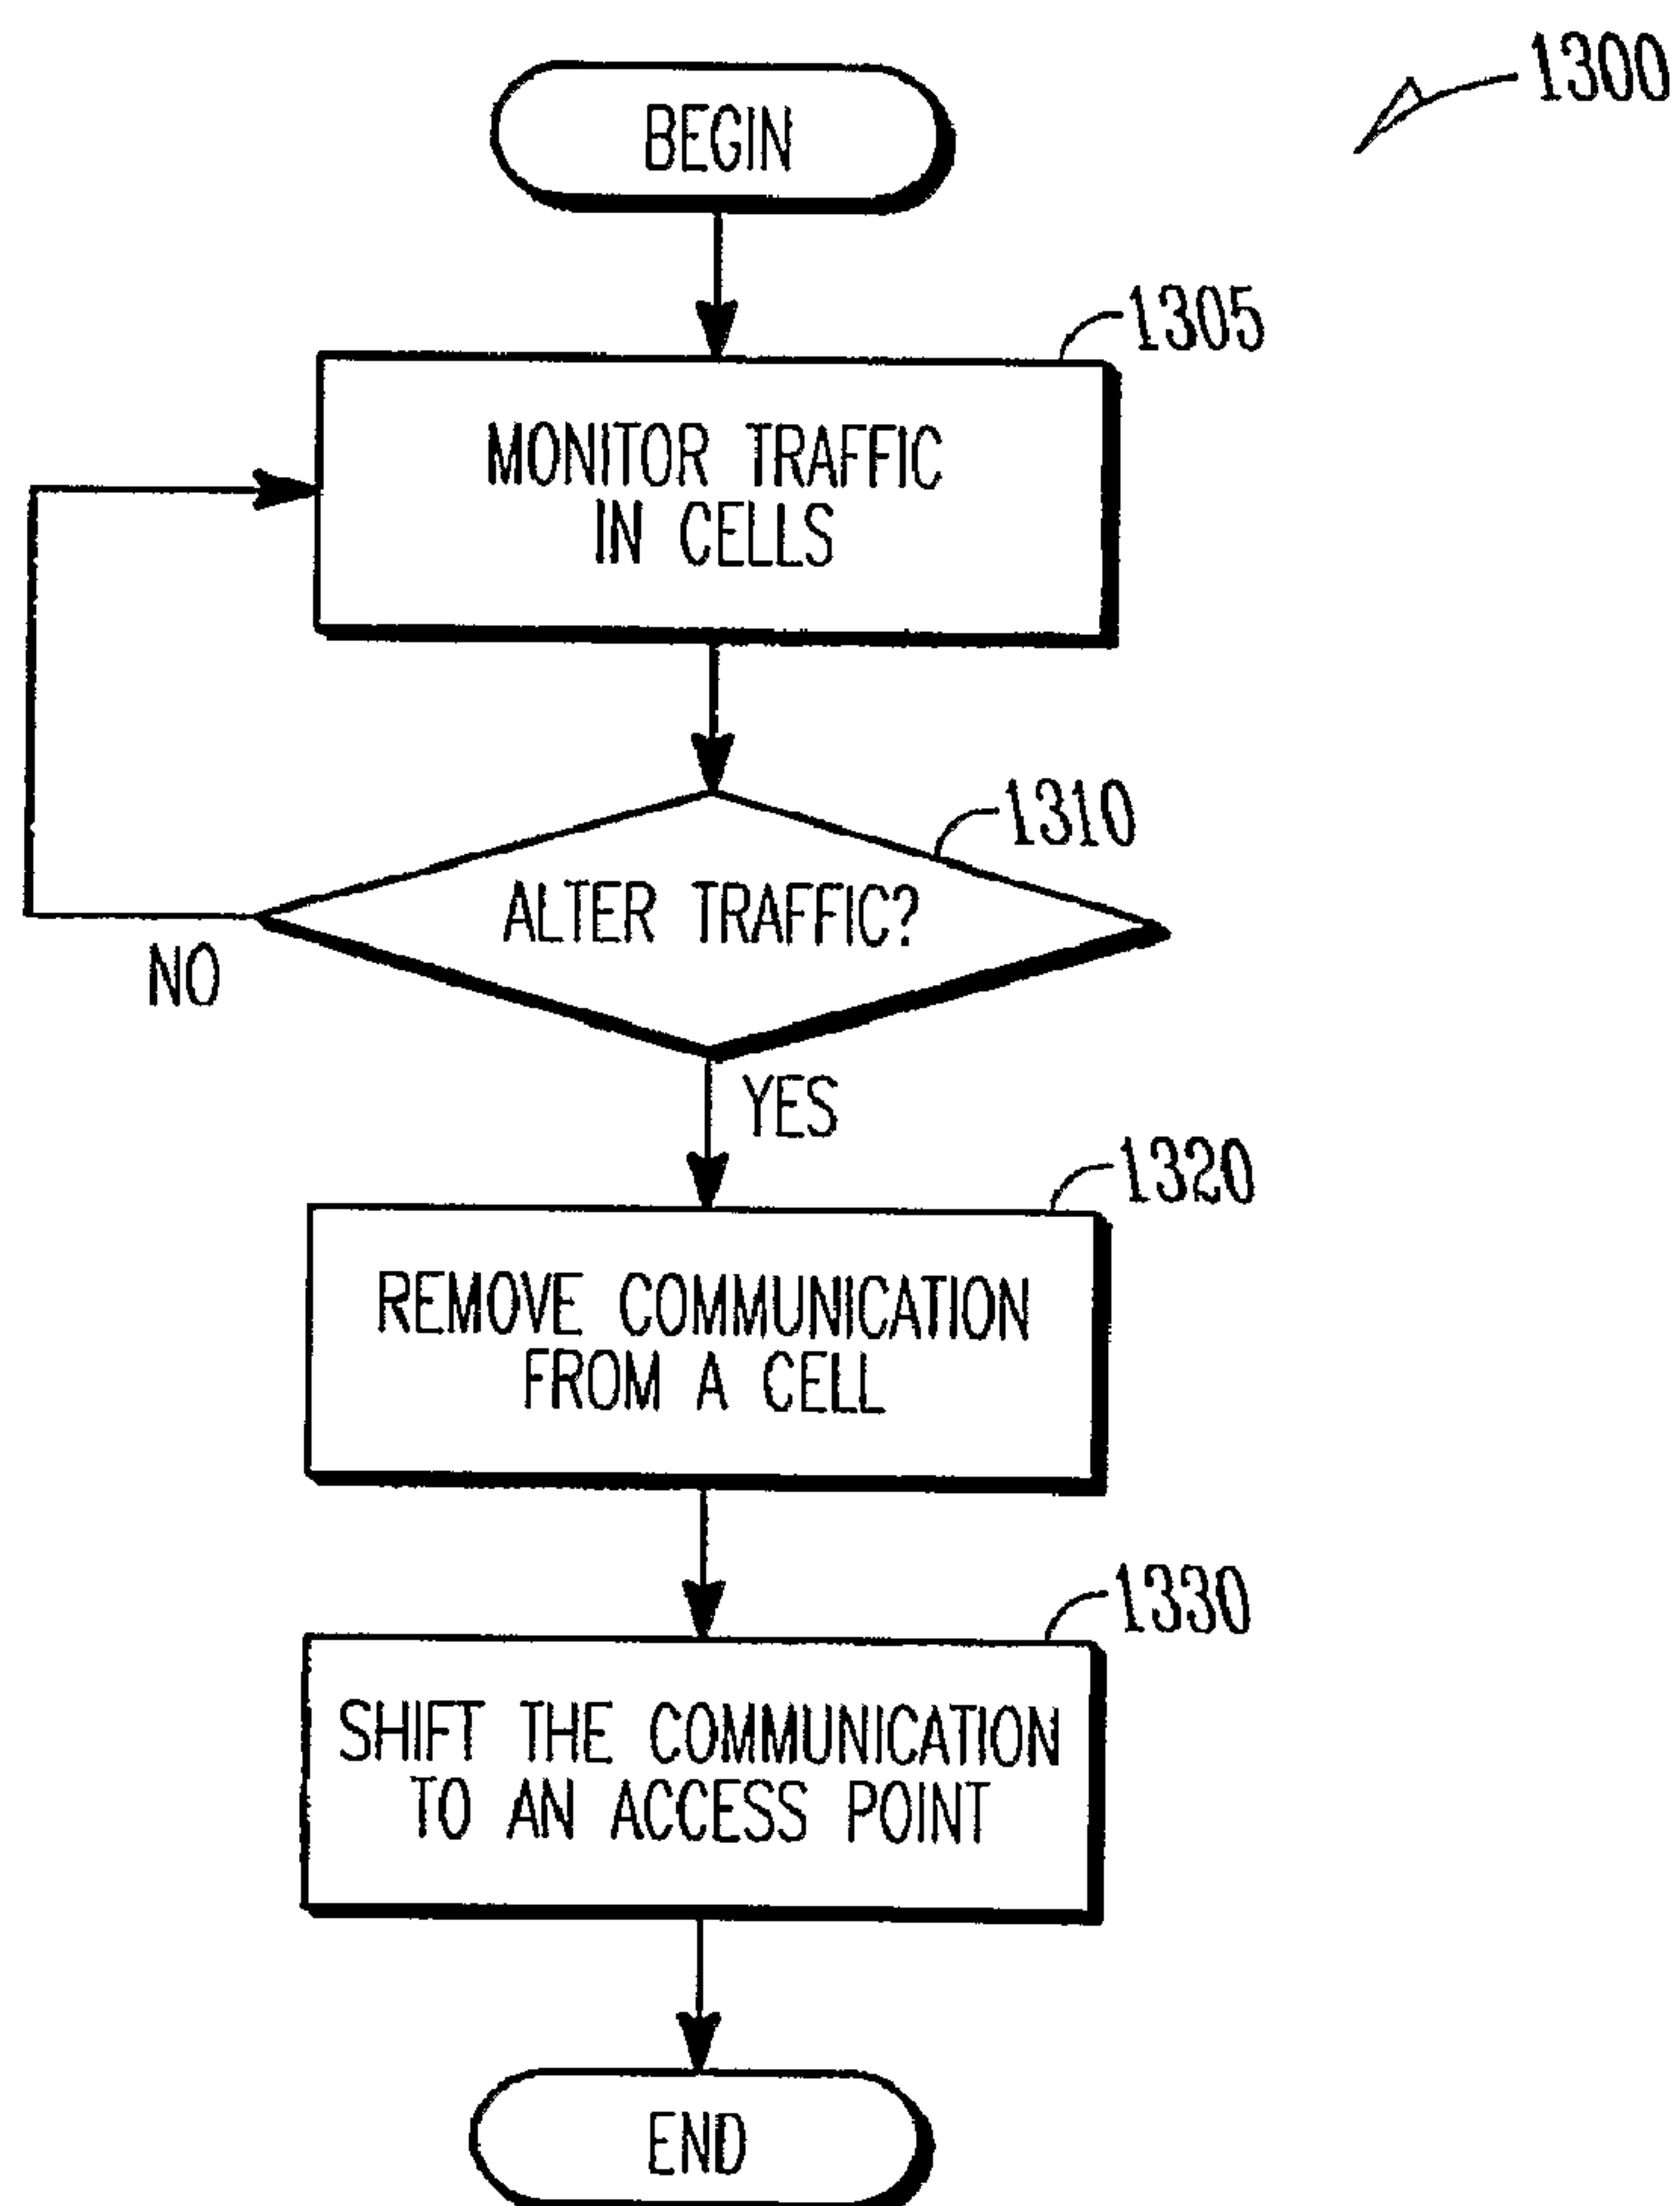 1300
BEGIN
1305
MONITOR TRAFFIC
IN CELLS
1310
ALTER TRAFFIC?
NO
YES
1320
REMOVE COMMUNICATION
FROM A CELL
1330
SHIFT THE COMMUNICATION
TO AN ACCESS POINT
END